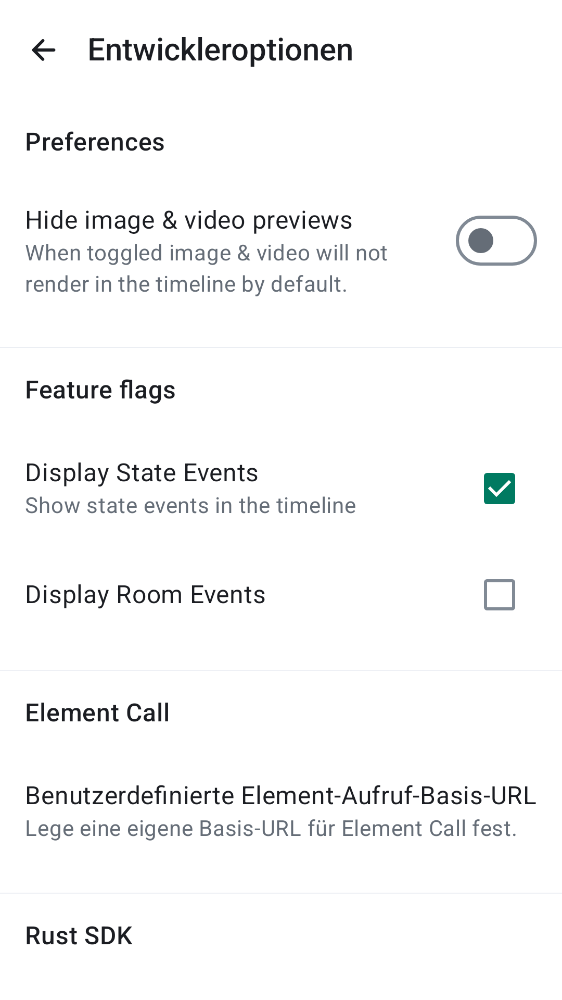 Entwickleroptionen
Preferences
Hide image & video previews
When toggled image & video will not
render in the timeline by default.
Feature flags
Display State Events
Show state events in the timeline
Display Room Events
Element Call
Benutzerdefinierte Element-Aufruf-Basis-URL
Lege eine eigene Basis-URL für Element Call fest.
Rust SDK